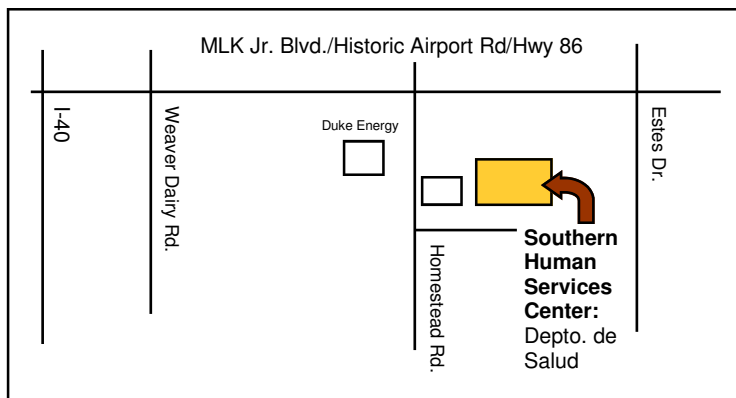 MLK Jr. Blvd./Historic Airport Rd/Hwy 86
I-40
Weaver Dairy Rd.
Duke Energy
Homestead Rd.
Estes Dr.
Southern
Human
Services
Center:
Depto. de
Salud